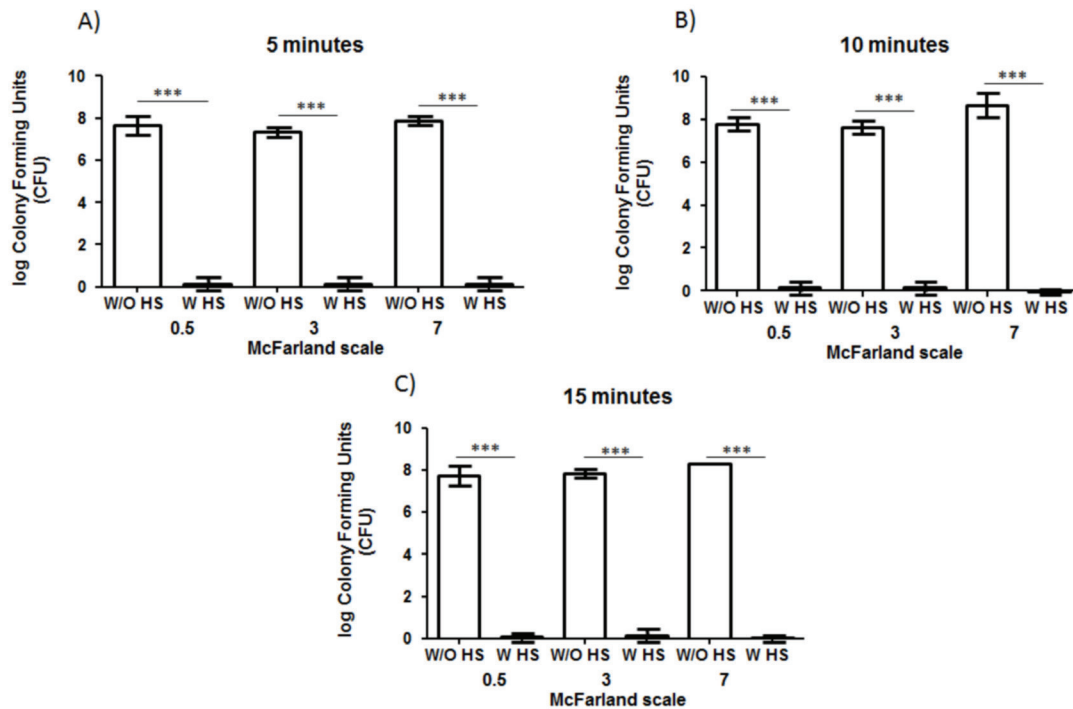 A)
5 minutes
log Colony Forming Units
(CFU)
10
8
6
4
2
0
*** *** ***
W/O HS W HS W/O HS W HS W/O HS W HS
0.5 3 7
McFarland scale
B)
10 minutes
log Colony Forming Units
(CFU)
10
8
6
4
2
0
*** *** ***
W/O HS W HS W/O HS W HS W/O HS W HS
0.5 3 7
McFarland scale
C)
15 minutes
log Colony Forming Units
(CFU)
10
8
6
4
2
0
*** *** ***
W/O HS W HS W/O HS W HS W/O HS W HS
0.5 3 7
McFarland scale